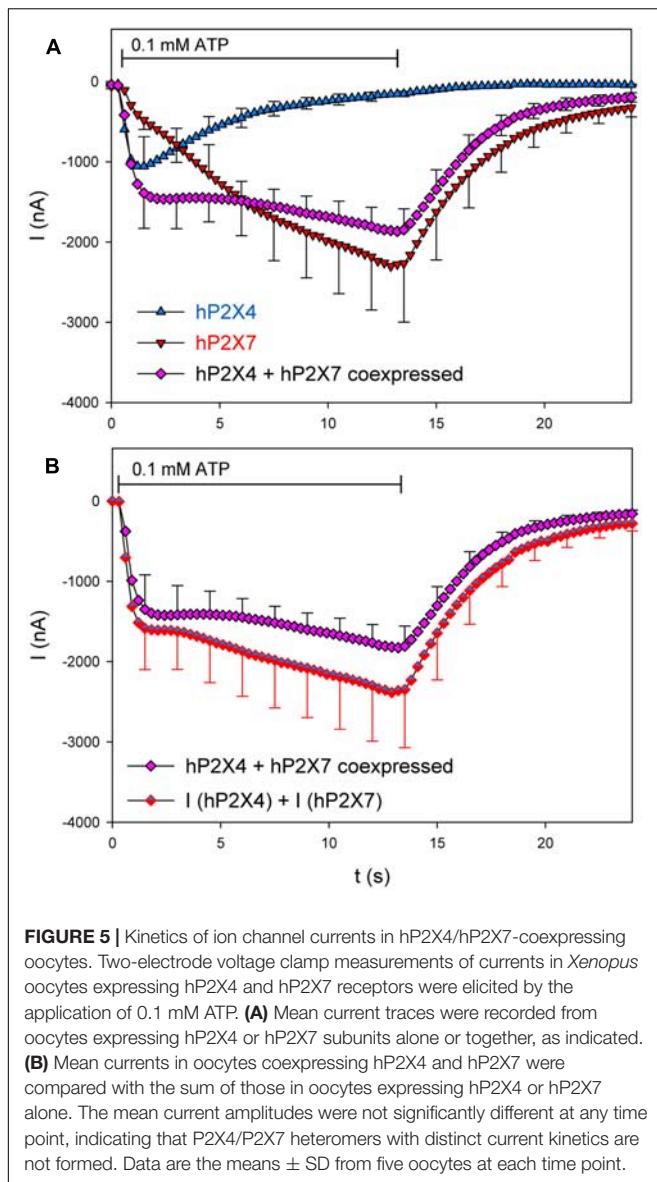 A
0.1 mM ATP
0
-1000
-2000
-3000
-4000
I (nA)
hP2X4
hP2X7
hP2X4 + hP2X7 coexpressed
0 5 10 15 20
B
0.1 mM ATP
0
-1000
-2000
-3000
-4000
I (nA)
hP2X4 + hP2X7 coexpressed
I (hP2X4) + I (hP2X7)
0 5 10 15 20
t (s)
FIGURE 5 | Kinetics of ion channel currents in hP2X4/hP2X7-coexpressing
oocytes. Two-electrode voltage clamp measurements of currents in Xenopus
oocytes expressing hP2X4 and hP2X7 receptors were elicited by the
application of 0.1 mM ATP. (A) Mean current traces were recorded from
oocytes expressing hP2X4 or hP2X7 subunits alone or together, as indicated.
(B) Mean currents in oocytes coexpressing hP2X4 and hP2X7 were
compared with the sum of those in oocytes expressing hP2X4 or hP2X7
alone. The mean current amplitudes were not significantly different at any time
point, indicating that P2X4/P2X7 heteromers with distinct current kinetics are
not formed. Data are the means ± SD from five oocytes at each time point.